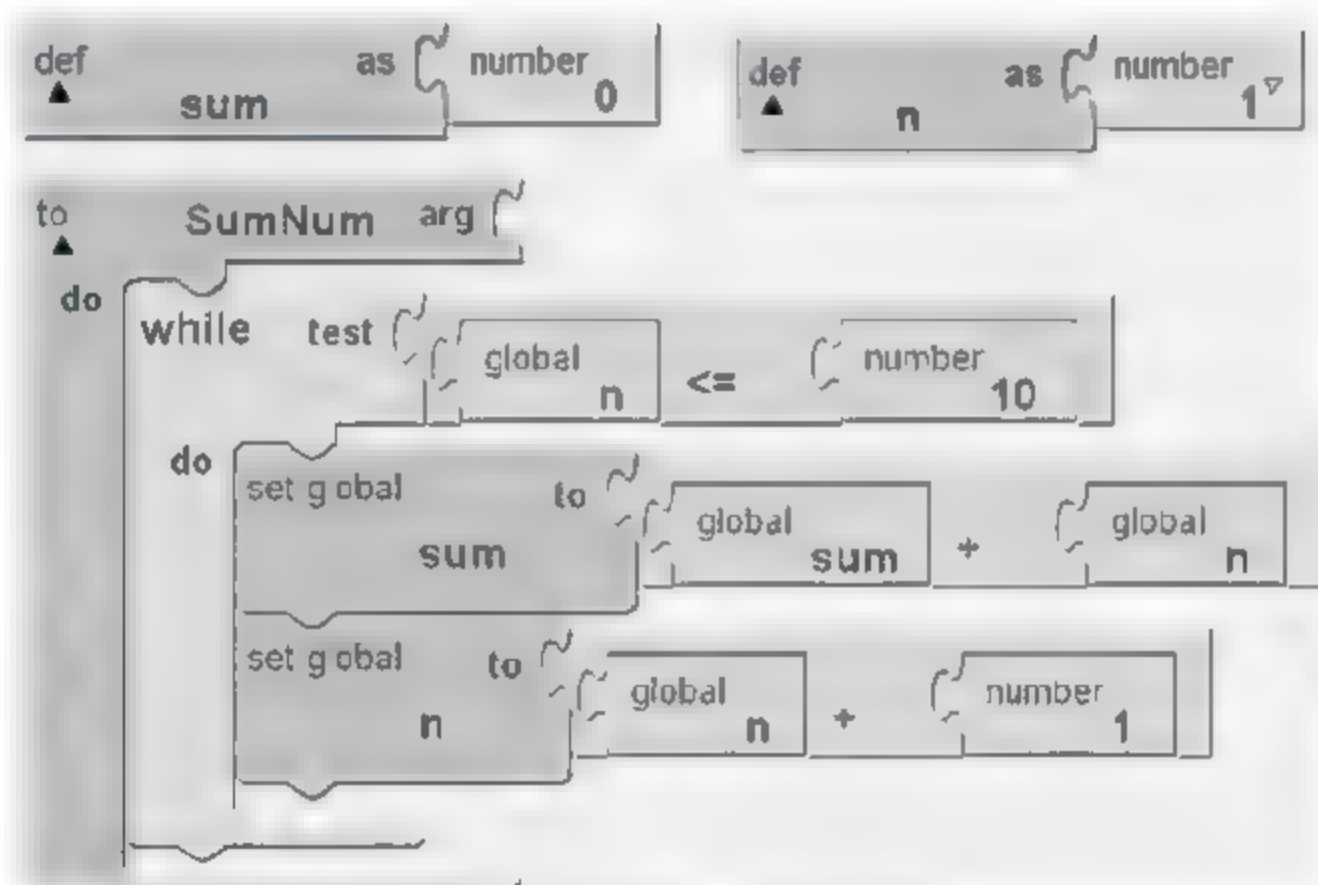 def sum as number 0
def n as number 1
to SumNum arg
do
while test global n <= number 10
do
set g obal sum to global sum + global n
set g obal n to global n + number 1